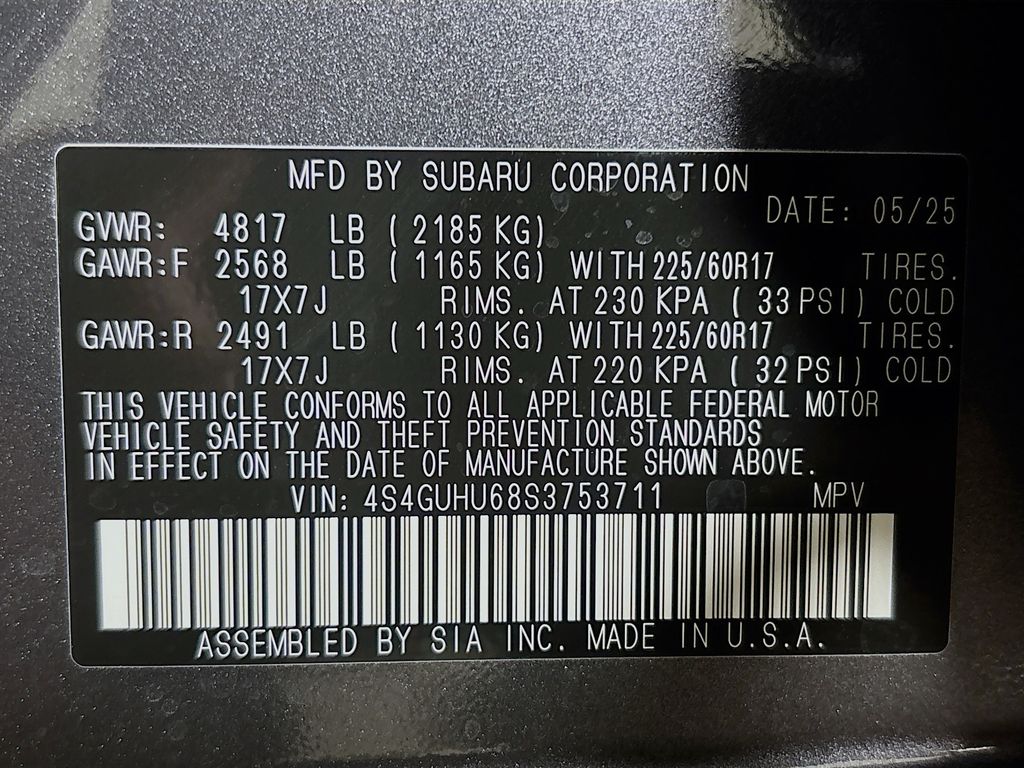 MFD BY SUBARU CORPORATION
DATE: 05/25
GVWR: 4817 LB ( 2185 KG)
GAWR:F 2568 LB ( 1165 KG) WITH 225/60R17 TIRES.
17X7J RIMS. AT 230 KPA ( 33 PSI) COLD
GAWR:R 2491 LB ( 1130 KG) WITH 225/60R17 TIRES.
17X7J RIMS. AT 220 KPA ( 32 PSI) COLD
THIS VEHICLE CONFORMS TO ALL APPLICABLE FEDERAL MOTOR
VEHICLE SAFETY AND THEFT PREVENTION STANDARDS
IN EFFECT ON THE DATE OF MANUFACTURE SHOWN ABOVE.
VIN: 4S4GUHU68S3753711 MPV
ASSEMBLED BY SIA INC. MADE IN U.S.A.